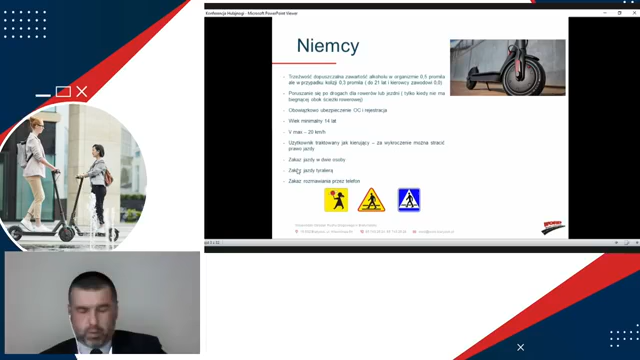 Konferencja Hulajnogi - Microsoft PowerPoint Viewer
Niemcy
- Trzeźwość dopuszczalna zawartość alkoholu w organizmie 0,5 promila
ale w przypadku kolizji 0,3 promila ( do 21 lat i kierowcy zawodowi 0,0)
- Poruszanie się po drogach dla rowerów lub jezdni ( tylko kiedy nie ma
biegnącej obok ścieżki rowerowej)
- Obowiązkowo ubezpieczenie OC i rejestracja
- Wiek minimalny 14 lat
- V max – 20 km/h
- Użytkownik traktowany jak kierujący – za wykroczenie można stracić
prawo jazdy
- Zakaz jazdy w dwie osoby
- Zakaz jazdy tyralierą
- Zakaz rozmawiania przez telefon